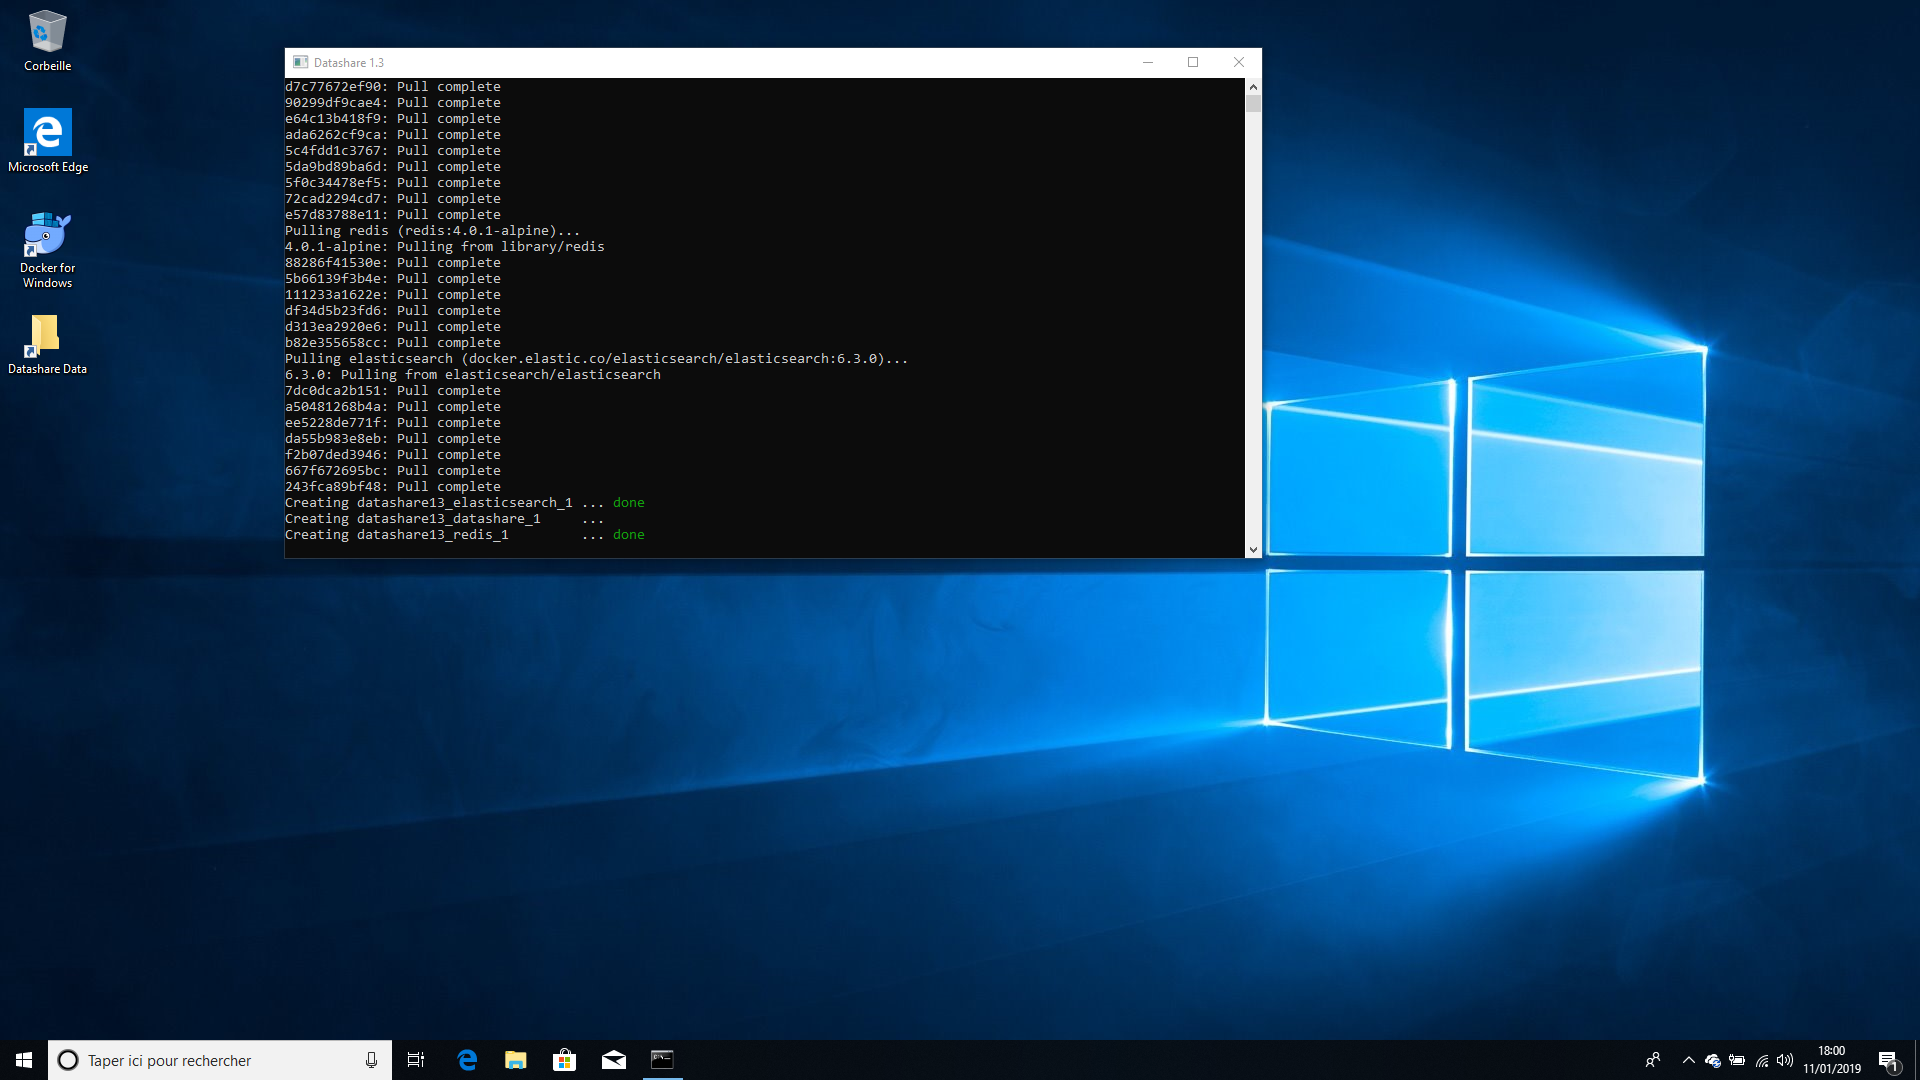 Corbeille
Microsoft Edge
Docker for
Windows
Datashare Data
Datashare 1.3
d7c77672ef90: Pull complete
90299df9cae4: Pull complete
e64c13b418f9: Pull complete
ada6262cf9ca: Pull complete
5c4fdd1c3767: Pull complete
5da9bd89ba6d: Pull complete
5f0c34478ef5: Pull complete
72cad2294cd7: Pull complete
e57d83788e11: Pull complete
Pulling redis (redis:4.0.1-alpine)...
4.0.1-alpine: Pulling from library/redis
88286f41530e: Pull complete
5b66139f3b4e: Pull complete
111233a1622e: Pull complete
df34d5b23fd6: Pull complete
d313ea2920e6: Pull complete
b82e355658cc: Pull complete
Pulling elasticsearch (docker.elastic.co/elasticsearch/elasticsearch:6.3.0)...
6.3.0: Pulling from elasticsearch/elasticsearch
7dc0dca2b151: Pull complete
a50481268b4a: Pull complete
ee5228de771f: Pull complete
da55b983e8eb: Pull complete
f2b07ded3946: Pull complete
667f672695bc: Pull complete
243fca89bf48: Pull complete
Creating datashare13_elasticsearch_1 ... done
Creating datashare13_datashare_1     ...
Creating datashare13_redis_1         ... done
Taper ici pour rechercher
18:00
11/01/2019
1